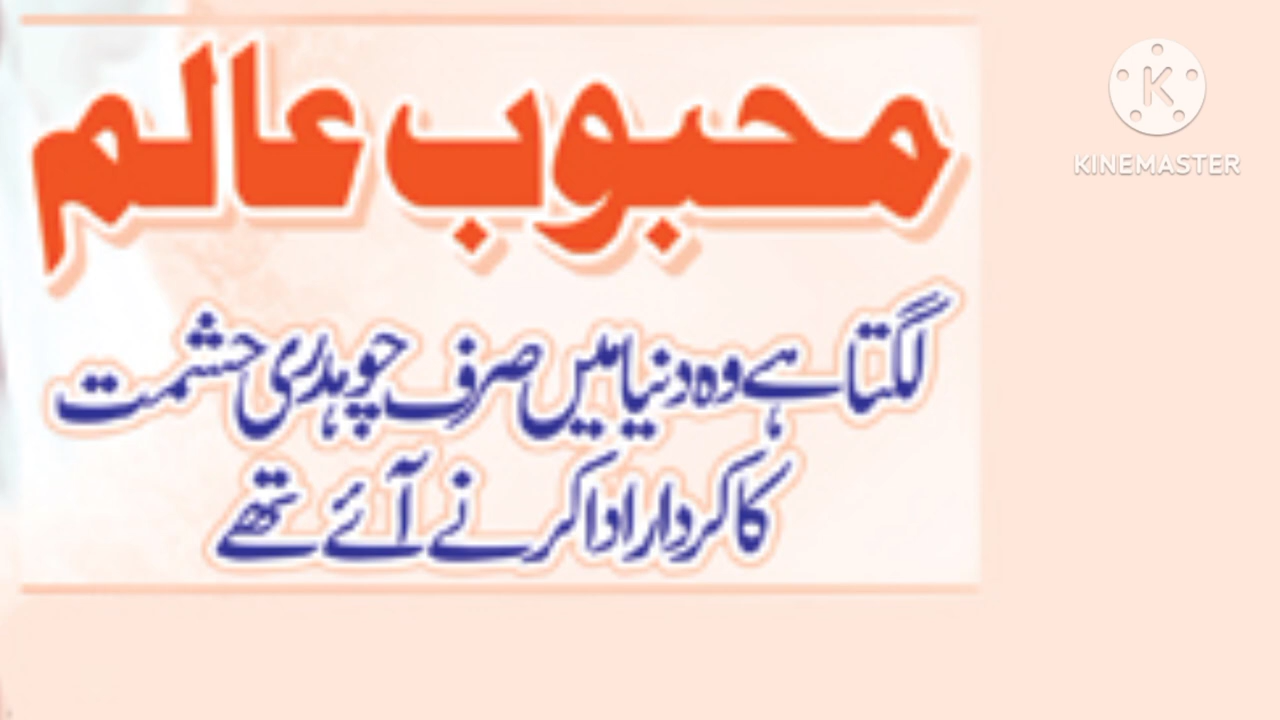 محبوب عالم
لگتا ہے وہ دنیا میں صرف چوہدری حشمت
کا کردار ادا کرنے آئے تھے
KINEMASTER